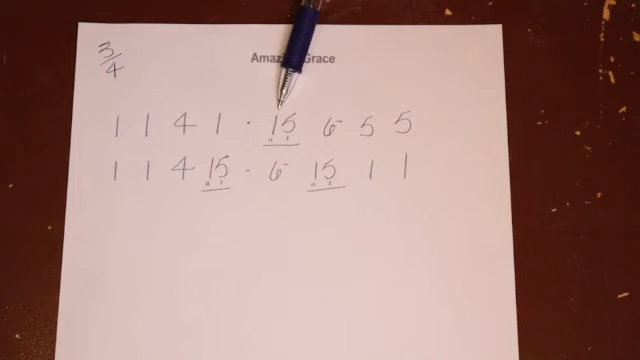 Amaz Grace
3/4
1 1 4 1 · 15 6- 5 5
1 1 4 15 · 6- 15 1 1